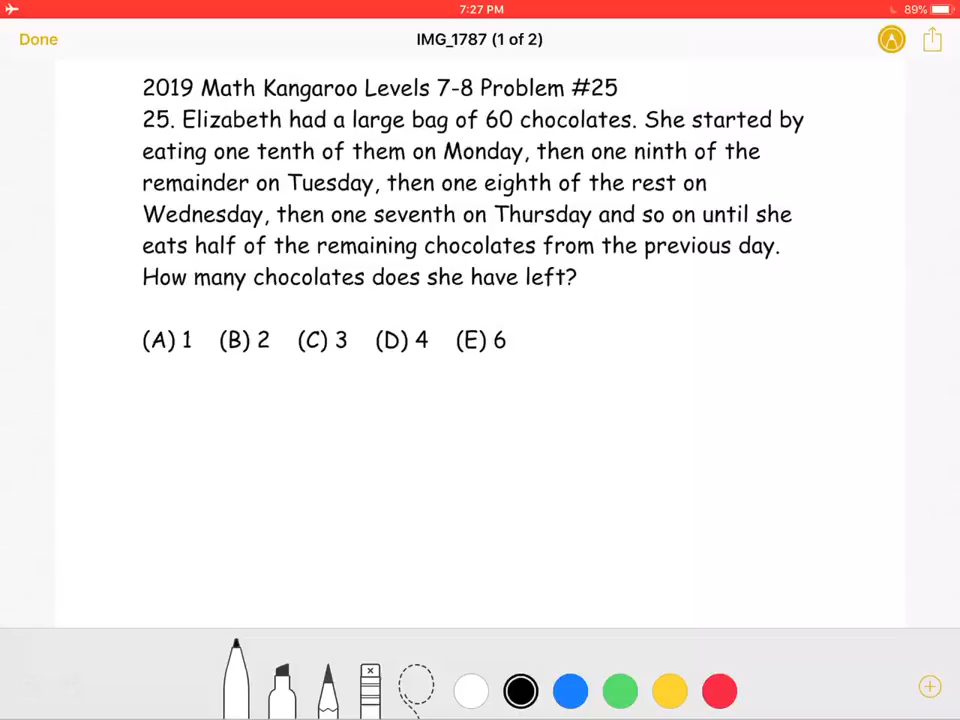 7:27 PM
89%
Done
IMG_1787 (1 of 2)
2019 Math Kangaroo Levels 7-8 Problem #25
25. Elizabeth had a large bag of 60 chocolates. She started by
eating one tenth of them on Monday, then one ninth of the
remainder on Tuesday, then one eighth of the rest on
Wednesday, then one seventh on Thursday and so on until she
eats half of the remaining chocolates from the previous day.
How many chocolates does she have left?
(A) 1 (B) 2 (C) 3 (D) 4 (E) 6